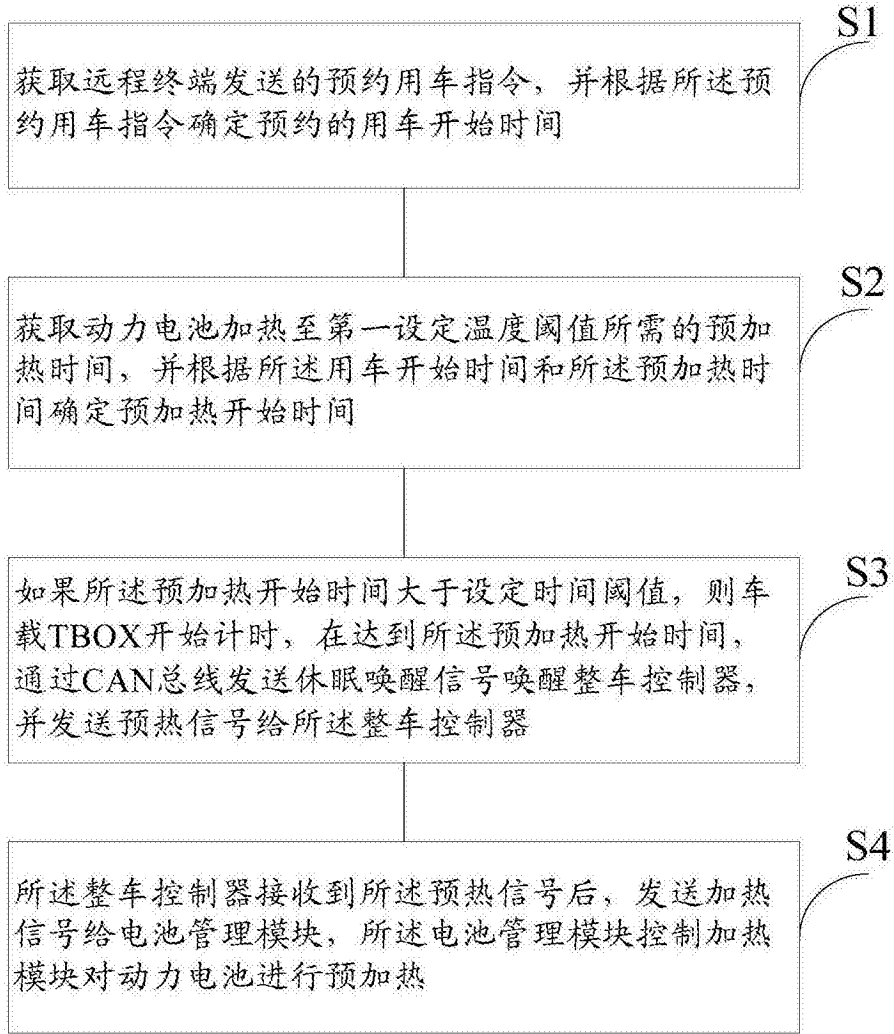 S1
获取远程终端发送的预约用车指令，并根据所述预
约用车指令确定预约的用车开始时间
S2
获取动力电池加热至第一设定温度阈值所需的预加
热时间，并根据所述用车开始时间和所述预加热时
间确定预加热开始时间
S3
如果所述预加热开始时间大于设定时间阈值，则车
载TBOX开始计时，在达到所述预加热开始时间，
通过CAN总线发送休眠唤醒信号唤醒整车控制器，
并发送预热信号给所述整车控制器
S4
所述整车控制器接收到所述预热信号后，发送加热
信号给电池管理模块，所述电池管理模块控制加热
模块对动力电池进行预加热